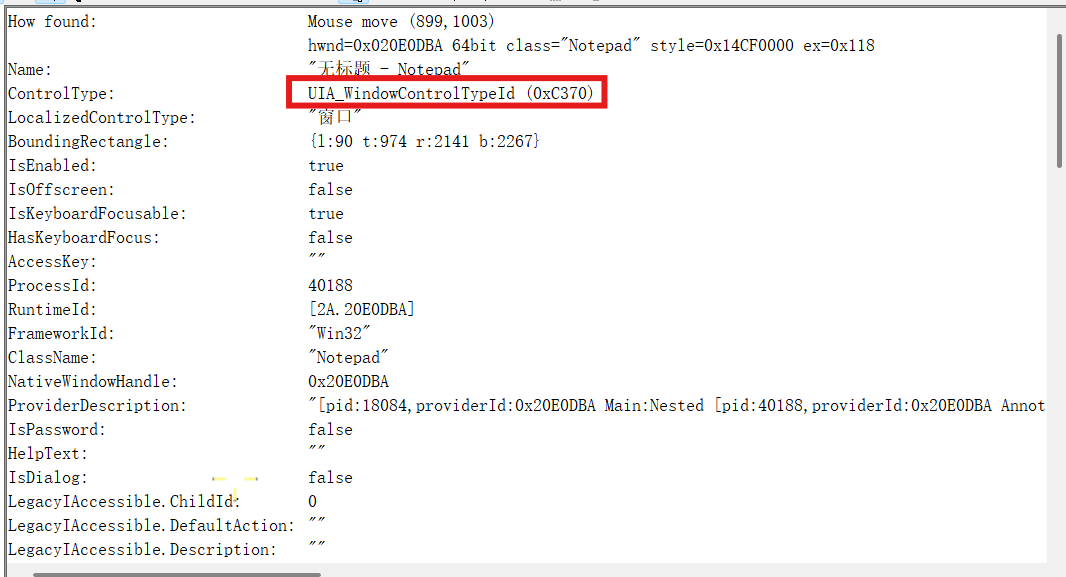 How found: Mouse move (899,1003)
hwnd=0x020E0DBA 64bit class="Notepad" style=0x14CF0000 ex=0x118
Name: "无标题 - Notepad"
ControlType: UIA_WindowControlTypeId (0xC370)
LocalizedControlType: "窗口"
BoundingRectangle: {l:90 t:974 r:2141 b:2267}
IsEnabled: true
IsOffscreen: false
IsKeyboardFocusable: true
HasKeyboardFocus: false
AccessKey: ""
ProcessId: 40188
RuntimeId: [2A.20E0DBA]
FrameworkId: "Win32"
ClassName: "Notepad"
NativeWindowHandle: 0x20E0DBA
ProviderDescription: "[pid:18084,providerId:0x20E0DBA Main:Nested [pid:40188,providerId:0x20E0DBA Annot
IsPassword: false
HelpText: ""
IsDialog: false
LegacyIAccessible.ChildId: 0
LegacyIAccessible.DefaultAction: ""
LegacyIAccessible.Description: ""